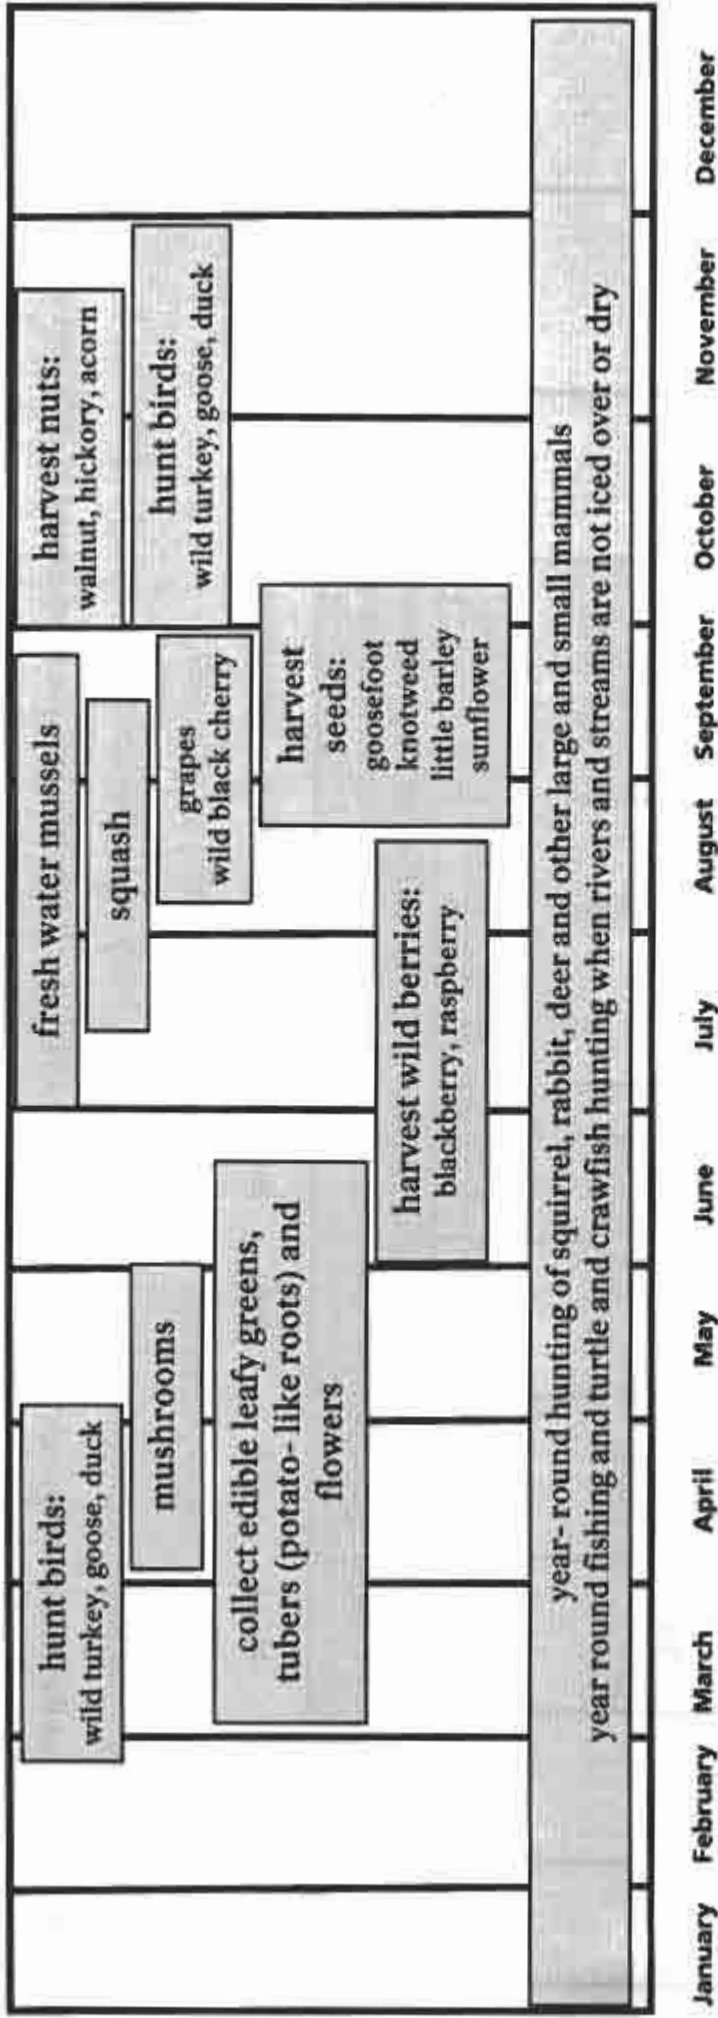 hunt birds:
wild turkey, goose, duck
mushrooms
collect edible leafy greens,
tubers (potato- like roots) and
flowers
fresh water mussels
squash
grapes
wild black cherry
harvest wild berries:
blackberry, raspberry
harvest
seeds:
goosefoot
knotweed
little barley
sunflower
harvest nuts:
walnut, hickory, acorn
hunt birds:
wild turkey, goose, duck
year- round hunting of squirrel, rabbit, deer and other large and small mammals
year round fishing and turtle and crawfish hunting when rivers and streams are not iced over or dry
January February March April May June July August September October November December